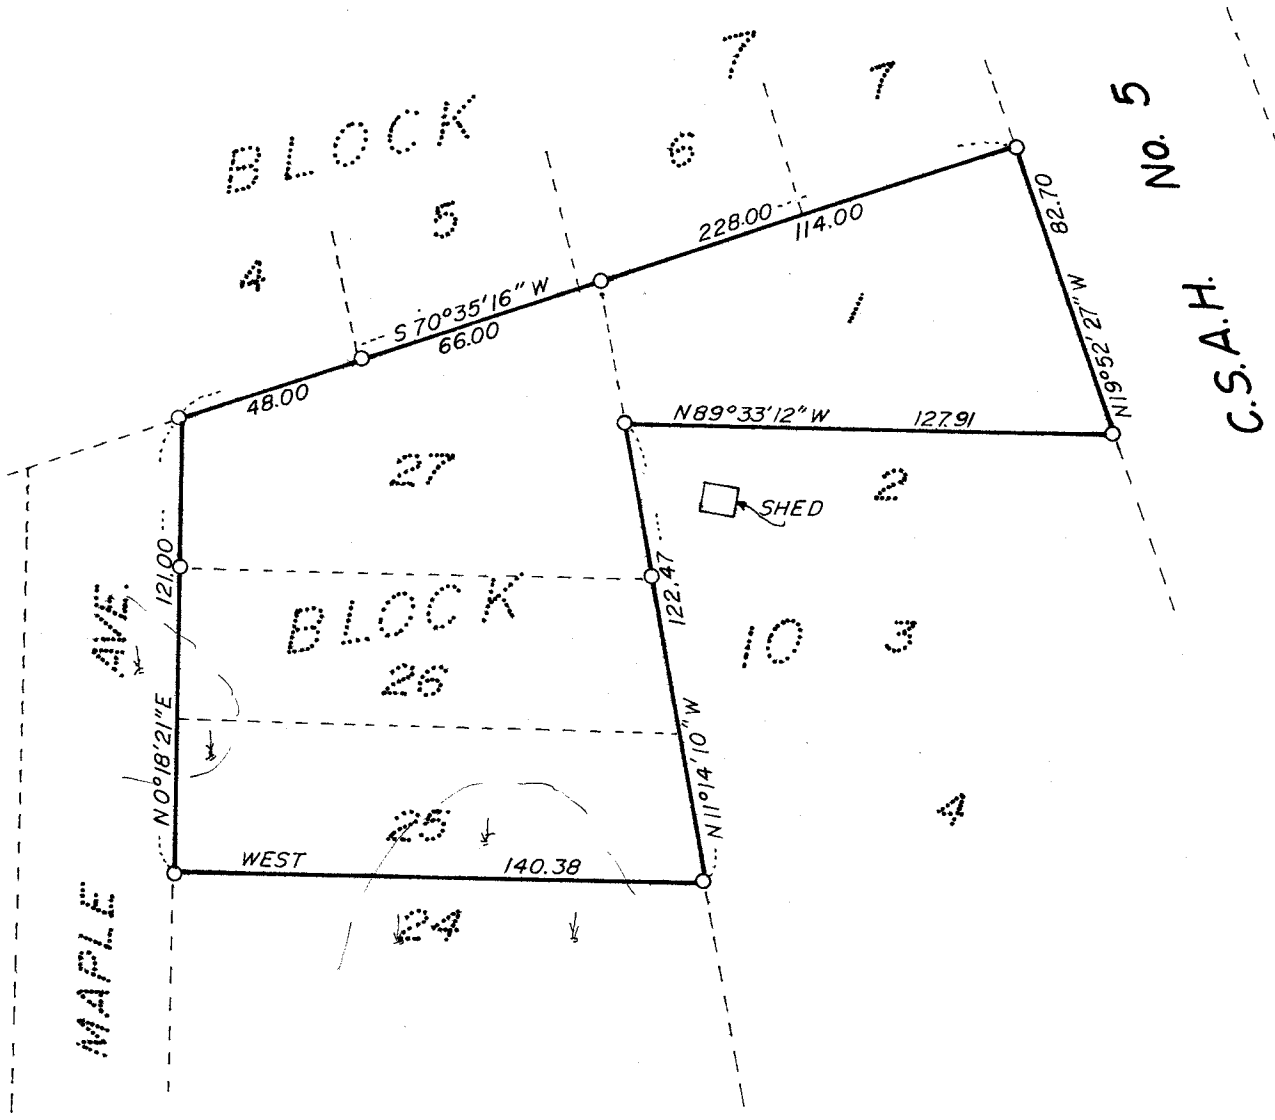 BLOCK 7
4
5
6
7
No. 5
C.S.A.H.
228.00
114.00
82.70
S 70°35'16" W
66.00
48.00
1
N19°52'27"W
N89°33'12"W 127.91
27
2
SHED
121.00
122.47
AVE.
BLOCK 10
3
26
N0°18'21"E
N11°14'10"W
25
4
WEST 140.38
24
MAPLE